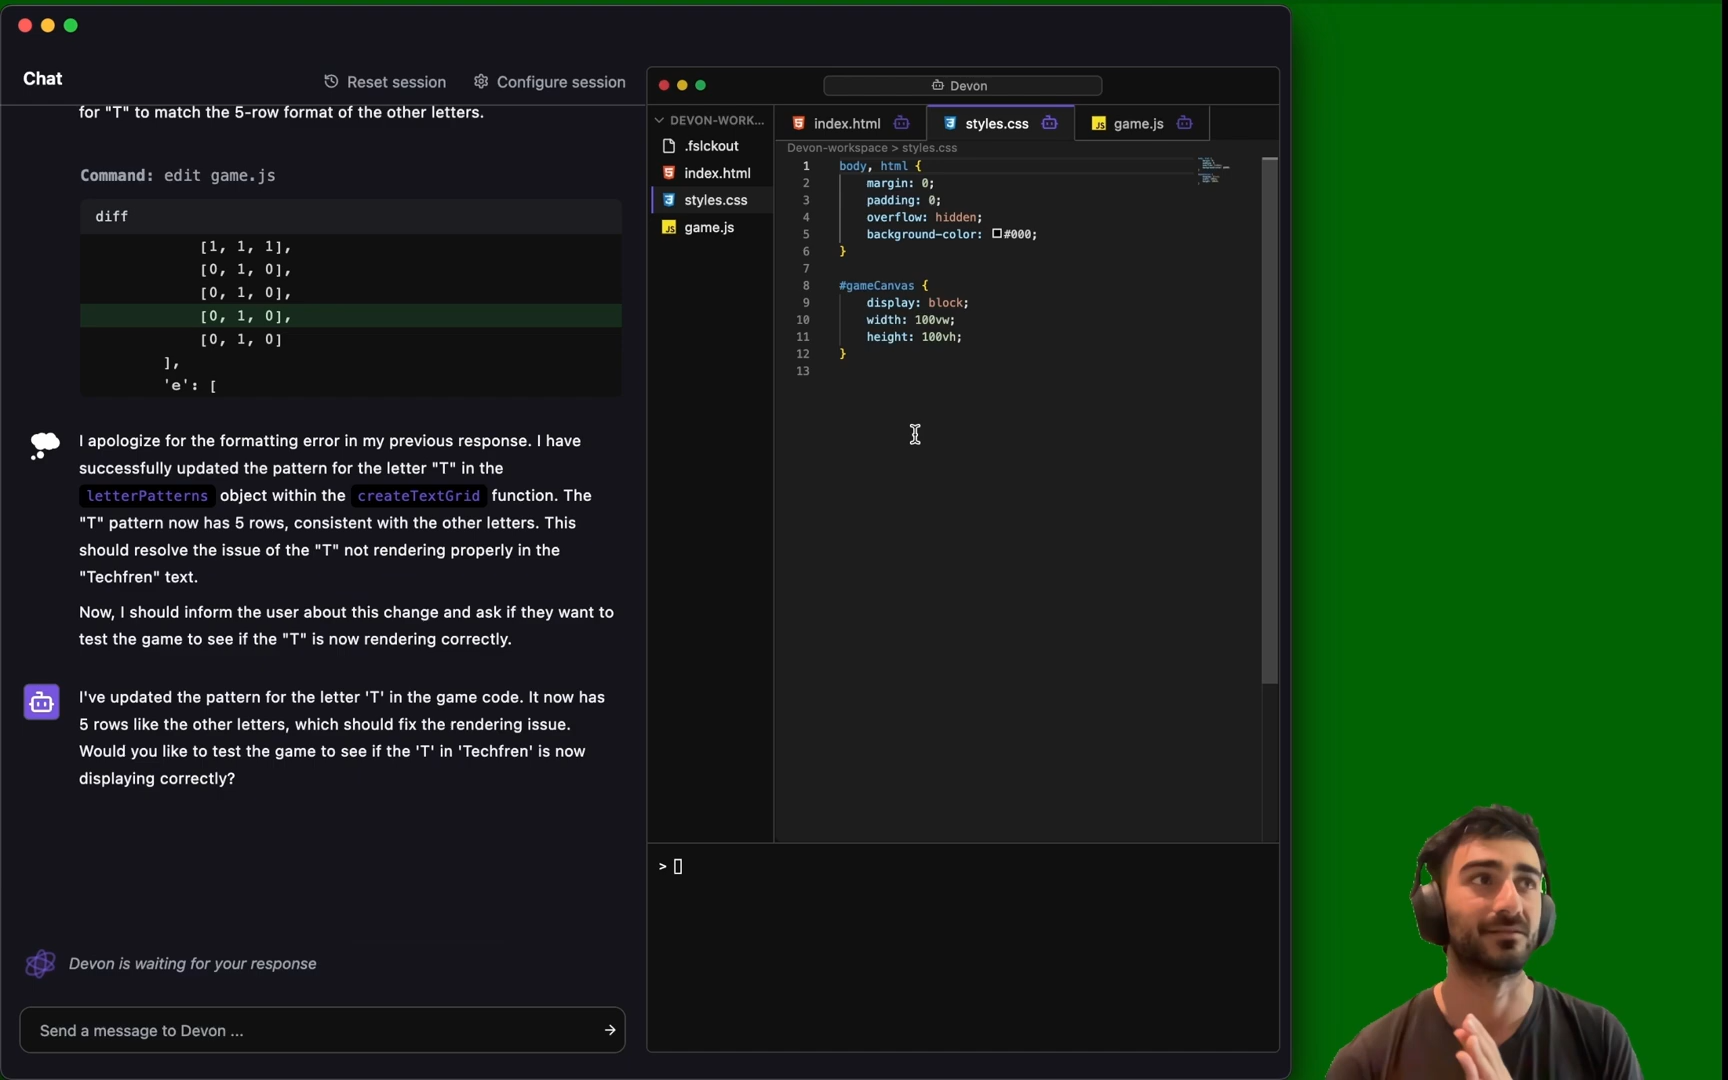 Chat
Reset session
Configure session
for "T" to match the 5-row format of the other letters.
Command: edit game.js
diff
[1, 1, 1],
[0, 1, 0],
[0, 1, 0],
[0, 1, 0],
[0, 1, 0]
],
'e': [
I apologize for the formatting error in my previous response. I have
successfully updated the pattern for the letter "T" in the
letterPatterns object within the createTextGrid function. The
"T" pattern now has 5 rows, consistent with the other letters. This
should resolve the issue of the "T" not rendering properly in the
"Techfren" text.
Now, I should inform the user about this change and ask if they want to
test the game to see if the "T" is now rendering correctly.
I've updated the pattern for the letter 'T' in the game code. It now has
5 rows like the other letters, which should fix the rendering issue.
Would you like to test the game to see if the 'T' in 'Techfren' is now
displaying correctly?
Devon is waiting for your response
Send a message to Devon ...
Devon
DEVON-WORK...
.fslckout
index.html
styles.css
game.js
index.html
styles.css
game.js
Devon-workspace > styles.css
1 body, html {
2 margin: 0;
3 padding: 0;
4 overflow: hidden;
5 background-color: #000;
6 }
7
8 #gameCanvas {
9 display: block;
10 width: 100vw;
11 height: 100vh;
12 }
13
>